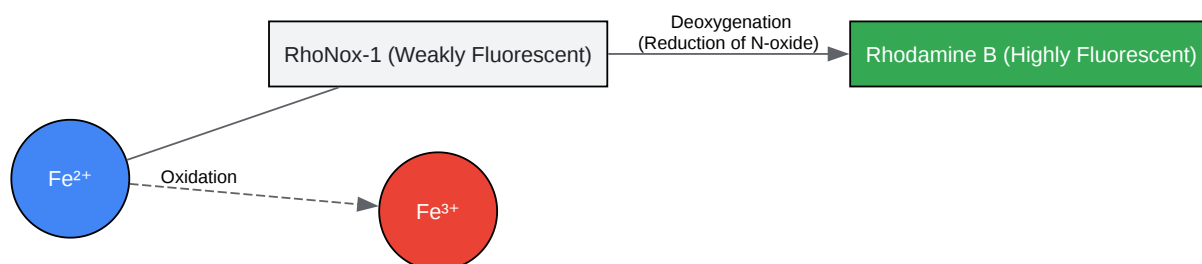 Deoxygenation
(Reduction of N-oxide)
RhoNox-1 (Weakly Fluorescent)
Rhodamine B (Highly Fluorescent)
Fe²⁺
Oxidation
Fe³⁺